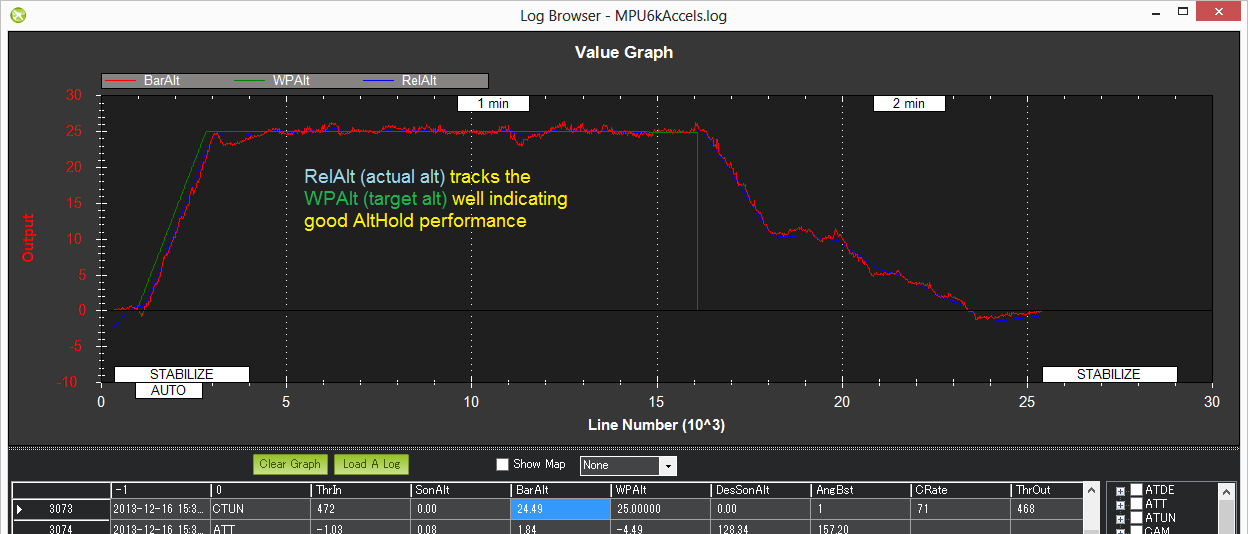 Log Browser - MPU6kAccels.log
Value Graph
BarAlt WPAlt RelAlt
30
1 min 2 min
25
20
RelAlt (actual alt) tracks the
WPAlt (target alt) well indicating
good AltHold performance
15
10
Output
5
0
-5
-10
STABILIZE STABILIZE
AUTO
0 5 10 15 20 25 30
Line Number (10^3)
Clear Graph Load A Log Show Map None
-1 0 ThrIn SonAlt BarAlt WPAlt DesSonAlt AngBst CRate ThrOut
3073 2013-12-16 15:3... CTUN 472 0.00 24.49 25.00000 0.00 1 71 468
3074 2013-12-16 15:3... ATT -1.03 0.08 1.84 -4.49 128.34 157.20
ATDE
ATT
ATUN
CAM